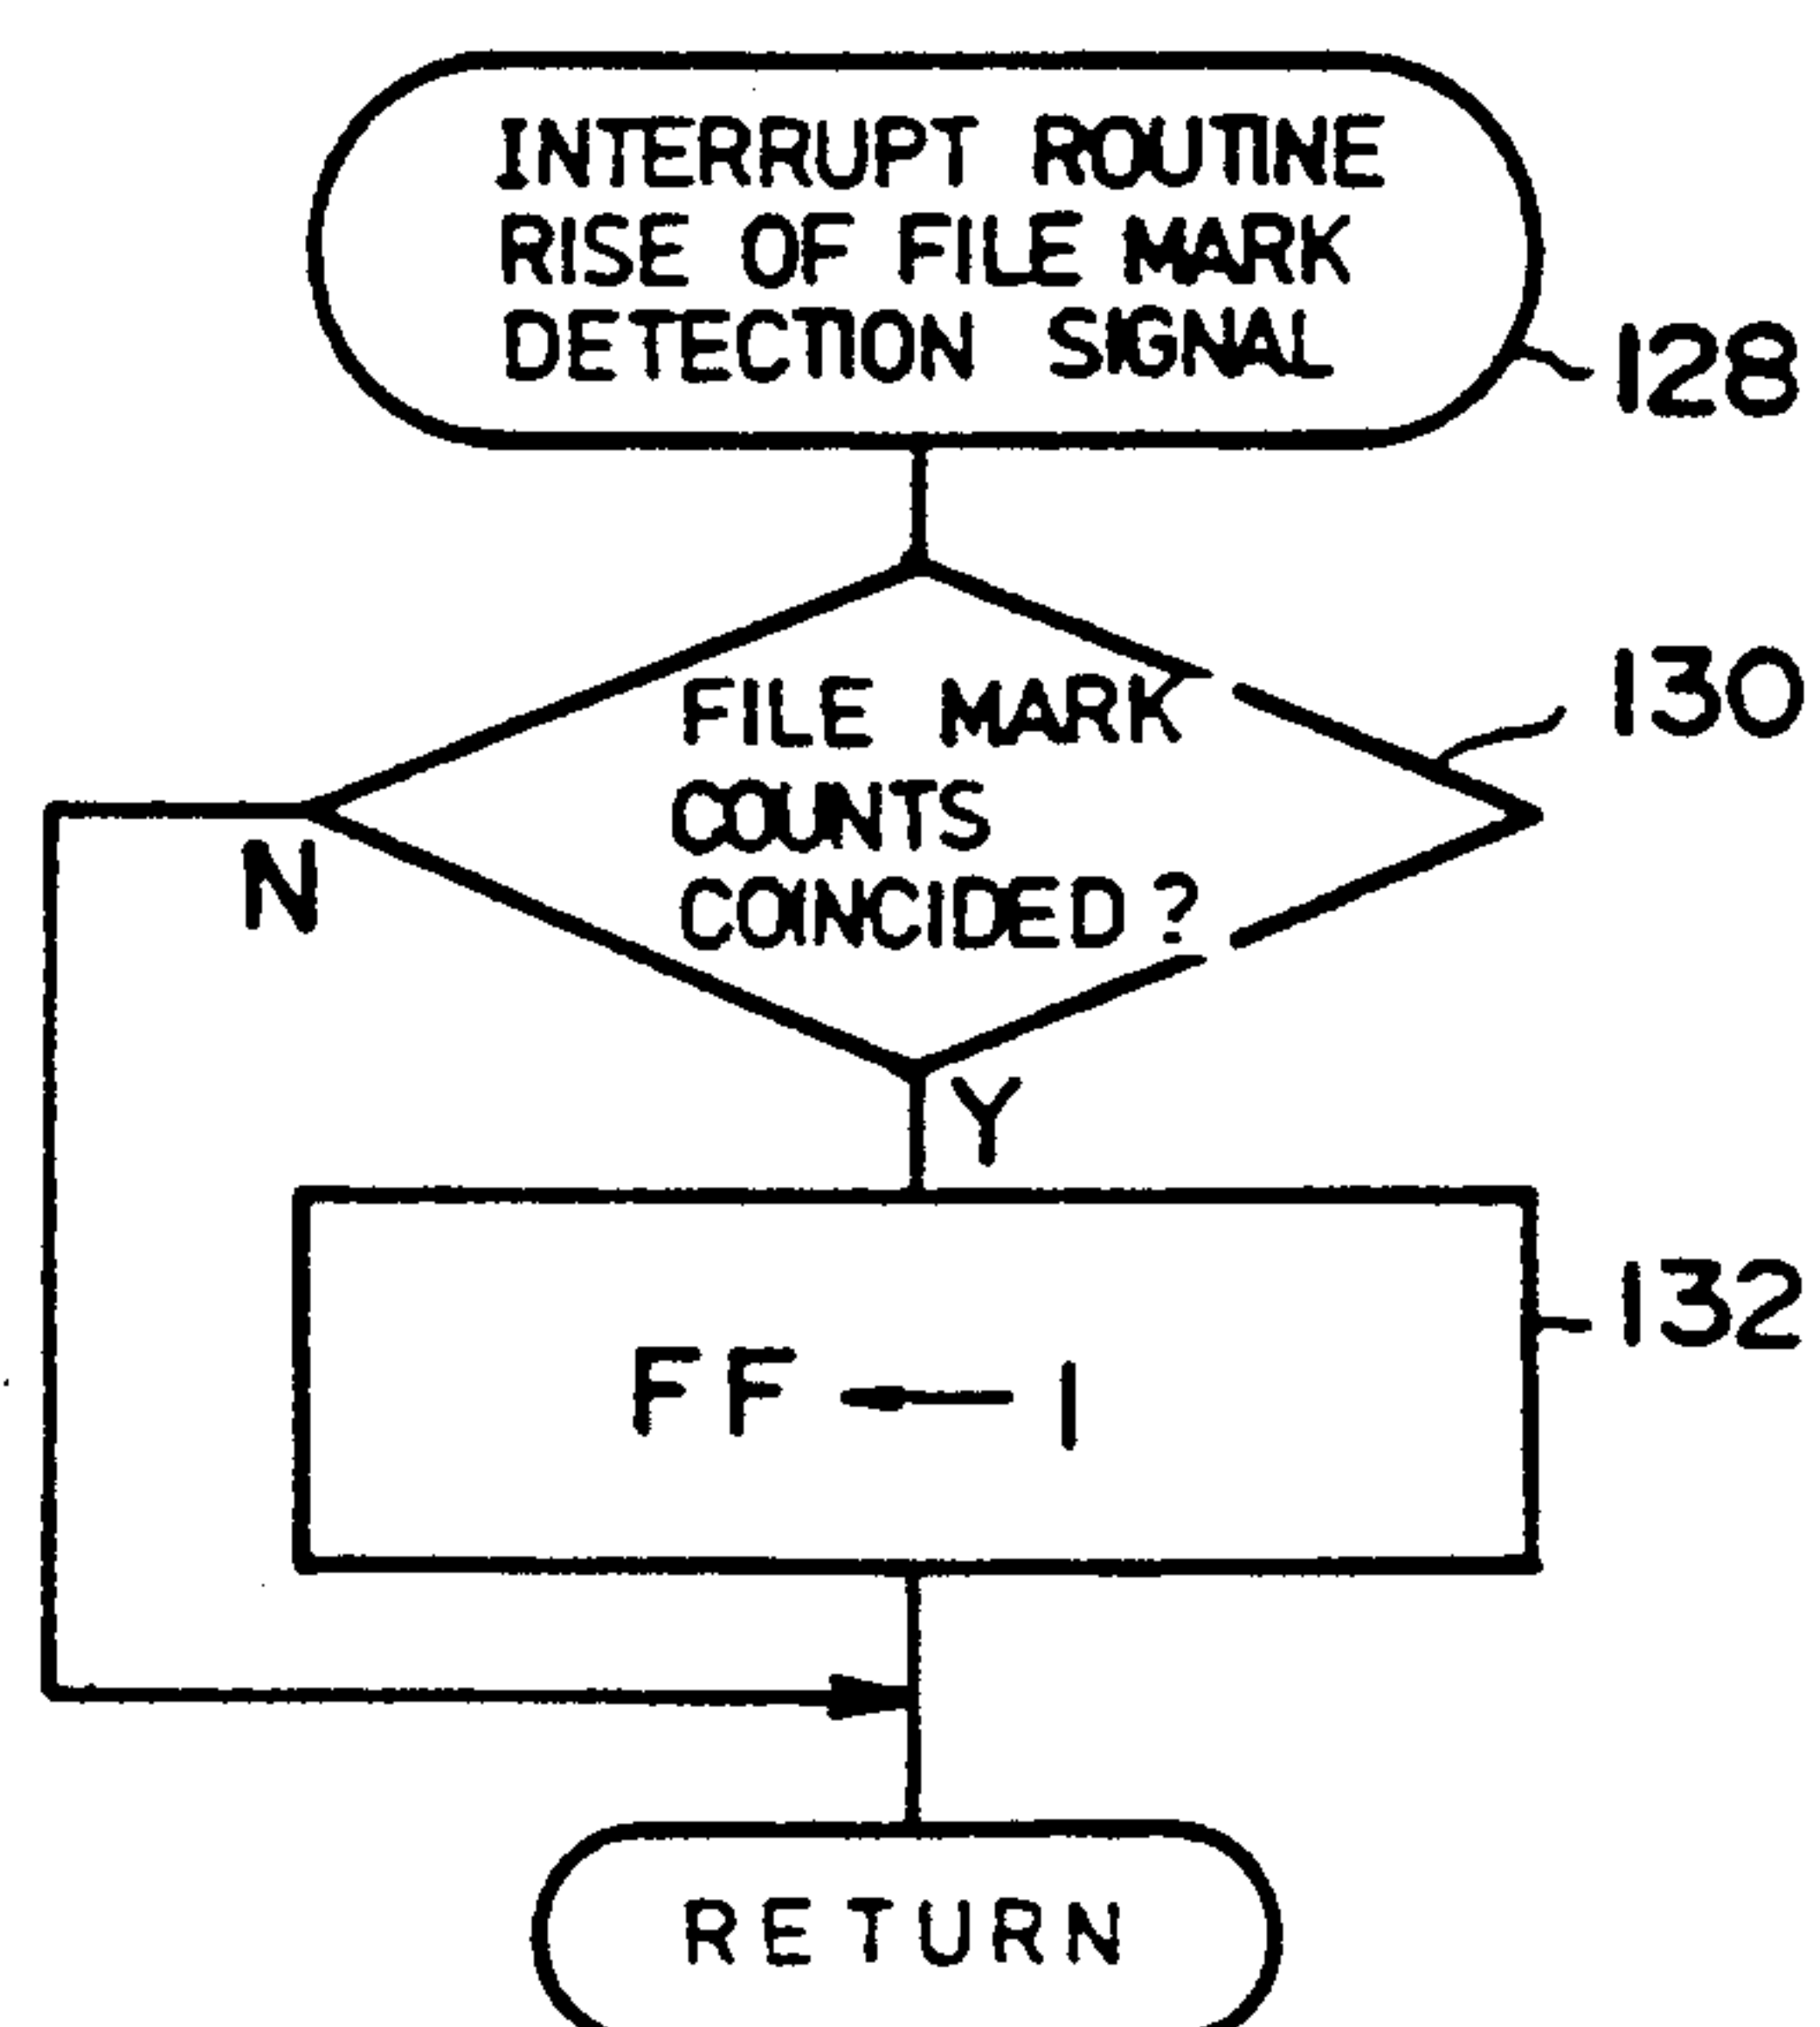 INTERRUPT ROUTINE
RISE OF FILE MARK
DETECTION SIGNAL
128
130
FILE MARK
COUNTS
COINCIDED?
N
Y
132
FF ← 1
RETURN